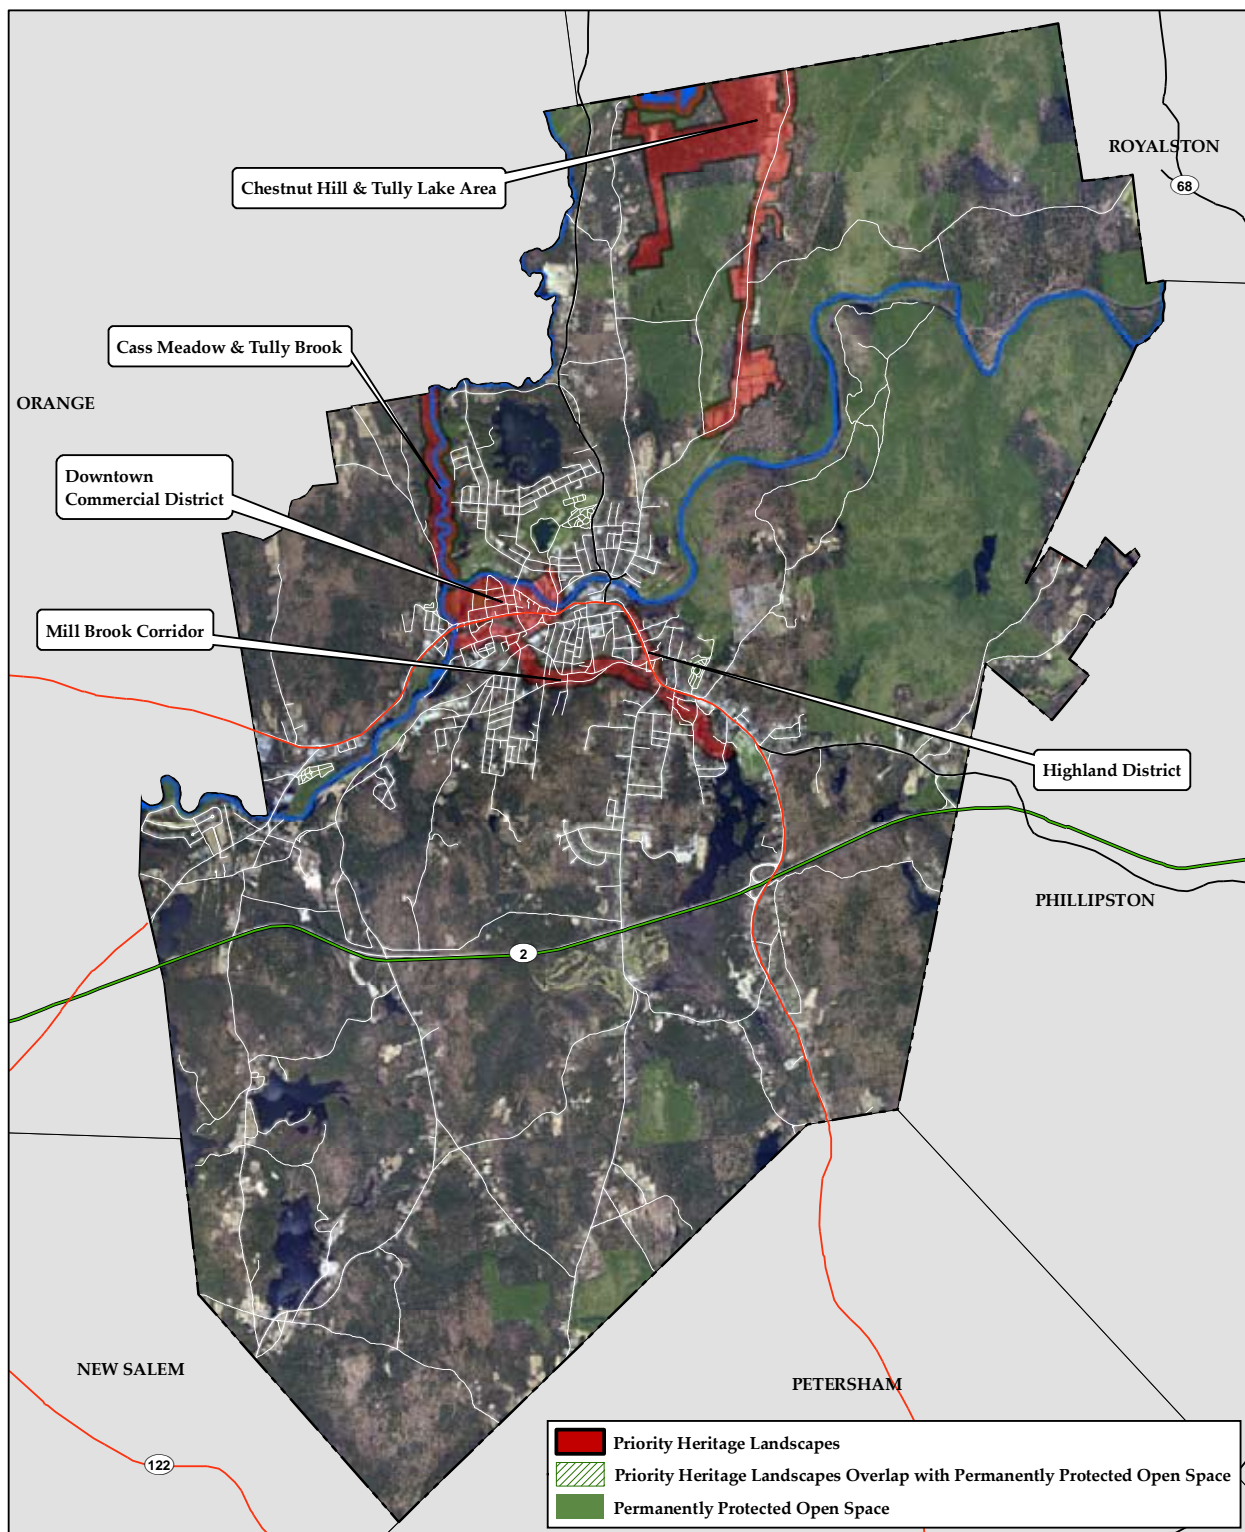 ROYALSTON
68
Chestnut Hill & Tully Lake Area
Cass Meadow & Tully Brook
ORANGE
Downtown
Commercial District
Mill Brook Corridor
Highland District
PHILLIPSTON
2
NEW SALEM
PETERSHAM
122
Priority Heritage Landscapes
Priority Heritage Landscapes Overlap with Permanently Protected Open Space
Permanently Protected Open Space